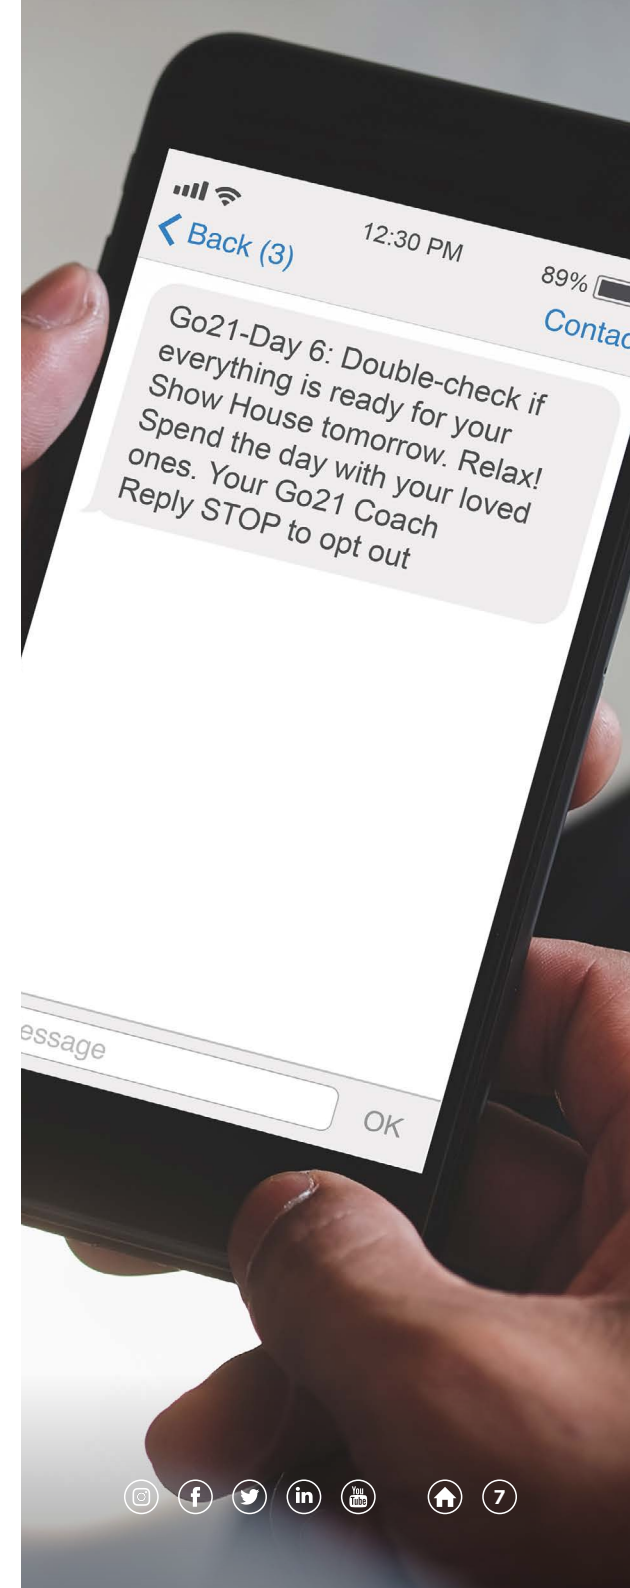 12:30 PM
89%
Back (3)
Contac
Go21-Day 6: Double-check if
everything is ready for your
Show House tomorrow. Relax!
Spend the day with your loved
ones. Your Go21 Coach
Reply STOP to opt out
essage
OK
You
Tube
7